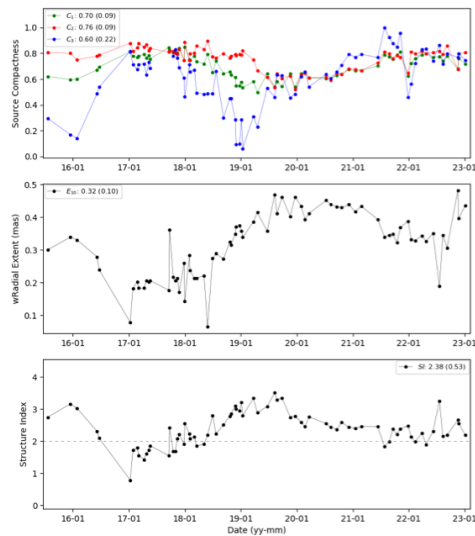 C₁: 0.70 (0.09)
C₂: 0.76 (0.09)
C₃: 0.60 (0.22)
Source Compactness
1.0
0.8
0.6
0.4
0.2
0.0
16-01 17-01 18-01 19-01 20-01 21-01 22-01 23-01
E₁₀: 0.32 (0.10)
wRadial Extent (mas)
0.5
0.4
0.3
0.2
0.1
16-01 17-01 18-01 19-01 20-01 21-01 22-01 23-01
SI: 2.38 (0.53)
Structure Index
4
3
2
1
0
16-01 17-01 18-01 19-01 20-01 21-01 22-01 23-01
Date (yy-mm)